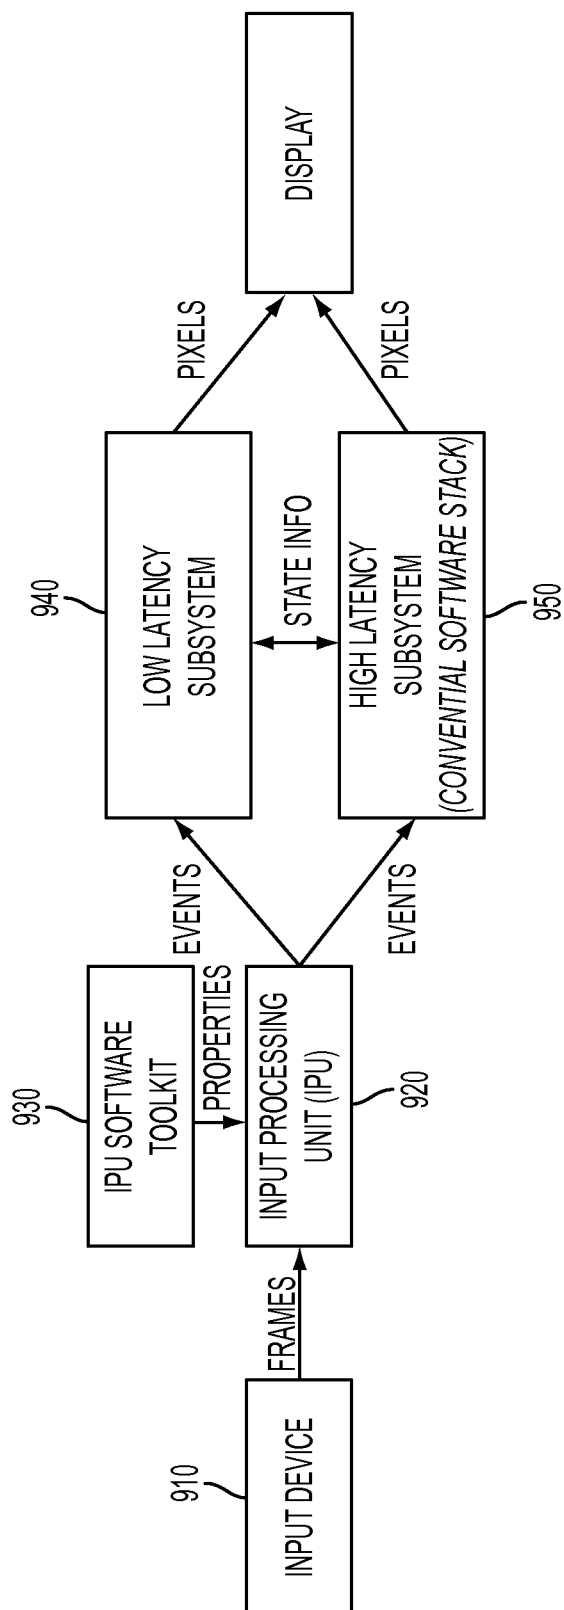 910
INPUT DEVICE
FRAMES
930
IPU SOFTWARE
TOOLKIT
PROPERTIES
INPUT PROCESSING
UNIT (IPU)
920
EVENTS
EVENTS
940
LOW LATENCY
SUBSYSTEM
STATE INFO
HIGH LATENCY
SUBSYSTEM
(CONVENTIAL SOFTWARE STACK)
950
PIXELS
PIXELS
DISPLAY